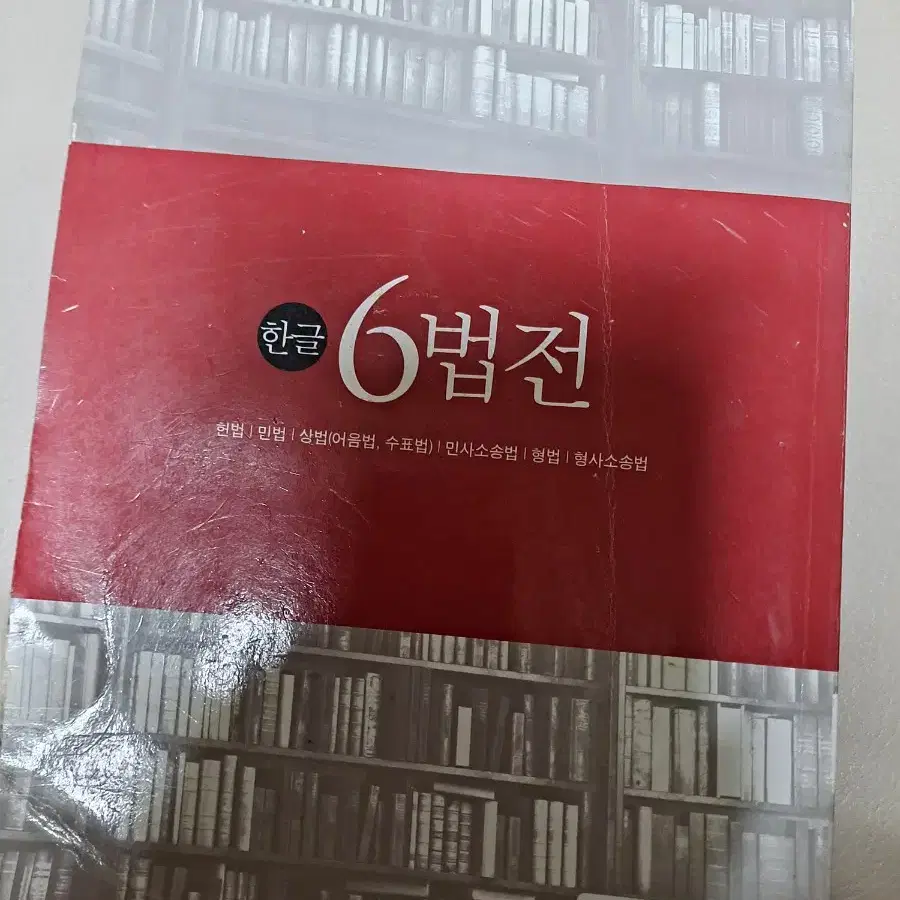 한글 6법전
헌법 | 민법 | 상법(어음법, 수표법) | 민사소송법 | 형법 | 형사소송법